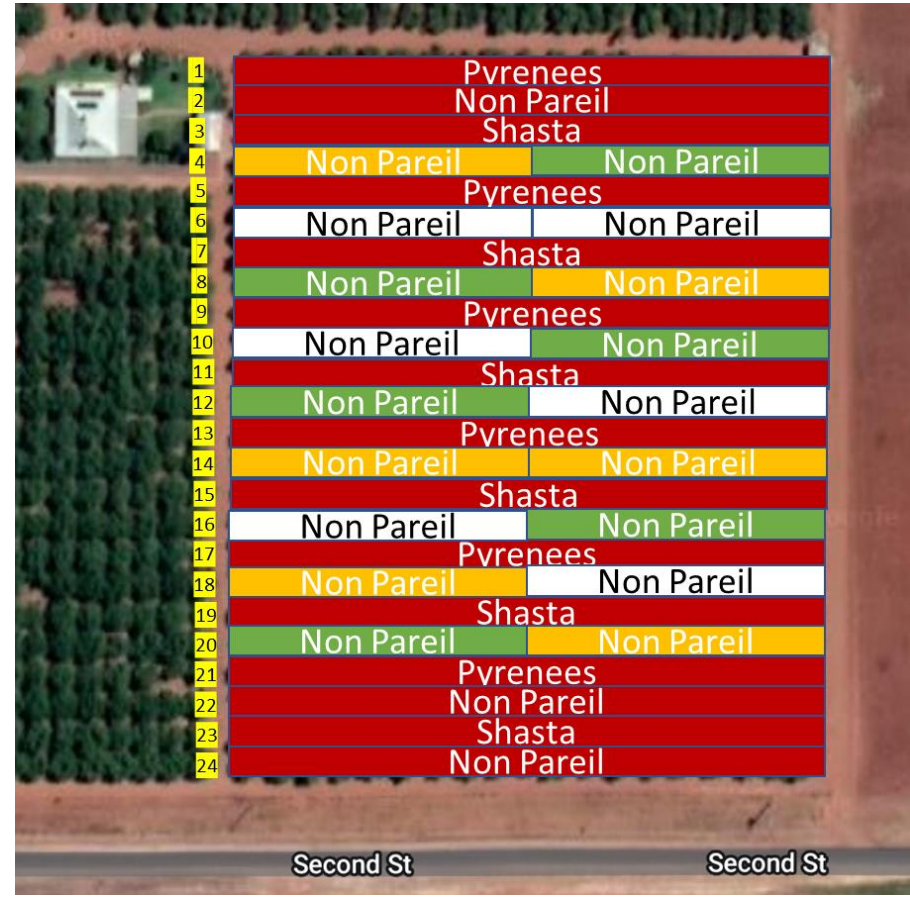 1 Pyrenees
2 Non Pareil
3 Shasta
4 Non Pareil Non Pareil
5 Pyrenees
6 Non Pareil Non Pareil
7 Shasta
8 Non Pareil Non Pareil
9 Pyrenees
10 Non Pareil Non Pareil
11 Shasta
12 Non Pareil Non Pareil
13 Pyrenees
14 Non Pareil Non Pareil
15 Shasta
16 Non Pareil Non Pareil
17 Pyrenees
18 Non Pareil Non Pareil
19 Shasta
20 Non Pareil Non Pareil
21 Pyrenees
22 Non Pareil
23 Shasta
24 Non Pareil
Second St Second St